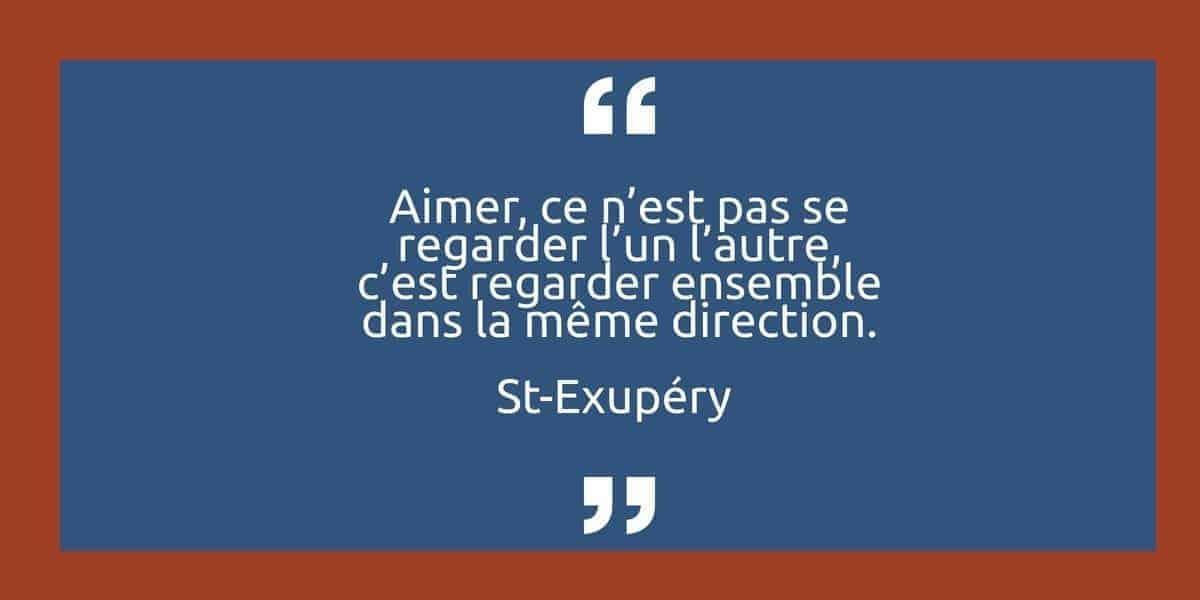 “
Aimer, ce n’est pas se
regarder l’un l’autre,
c’est regarder ensemble
dans la même direction.
St-Exupéry
”